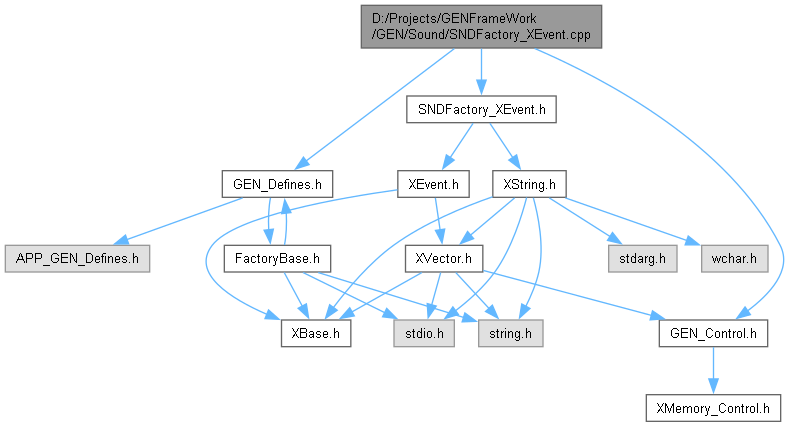 D:/Projects/GENFrameWork
/GEN/Sound/SNDFactory_XEvent.cpp
SNDFactory_XEvent.h
GEN_Defines.h
XEvent.h
XString.h
APP_GEN_Defines.h
FactoryBase.h
XVector.h
stdarg.h
wchar.h
XBase.h
stdio.h
string.h
GEN_Control.h
XMemory_Control.h